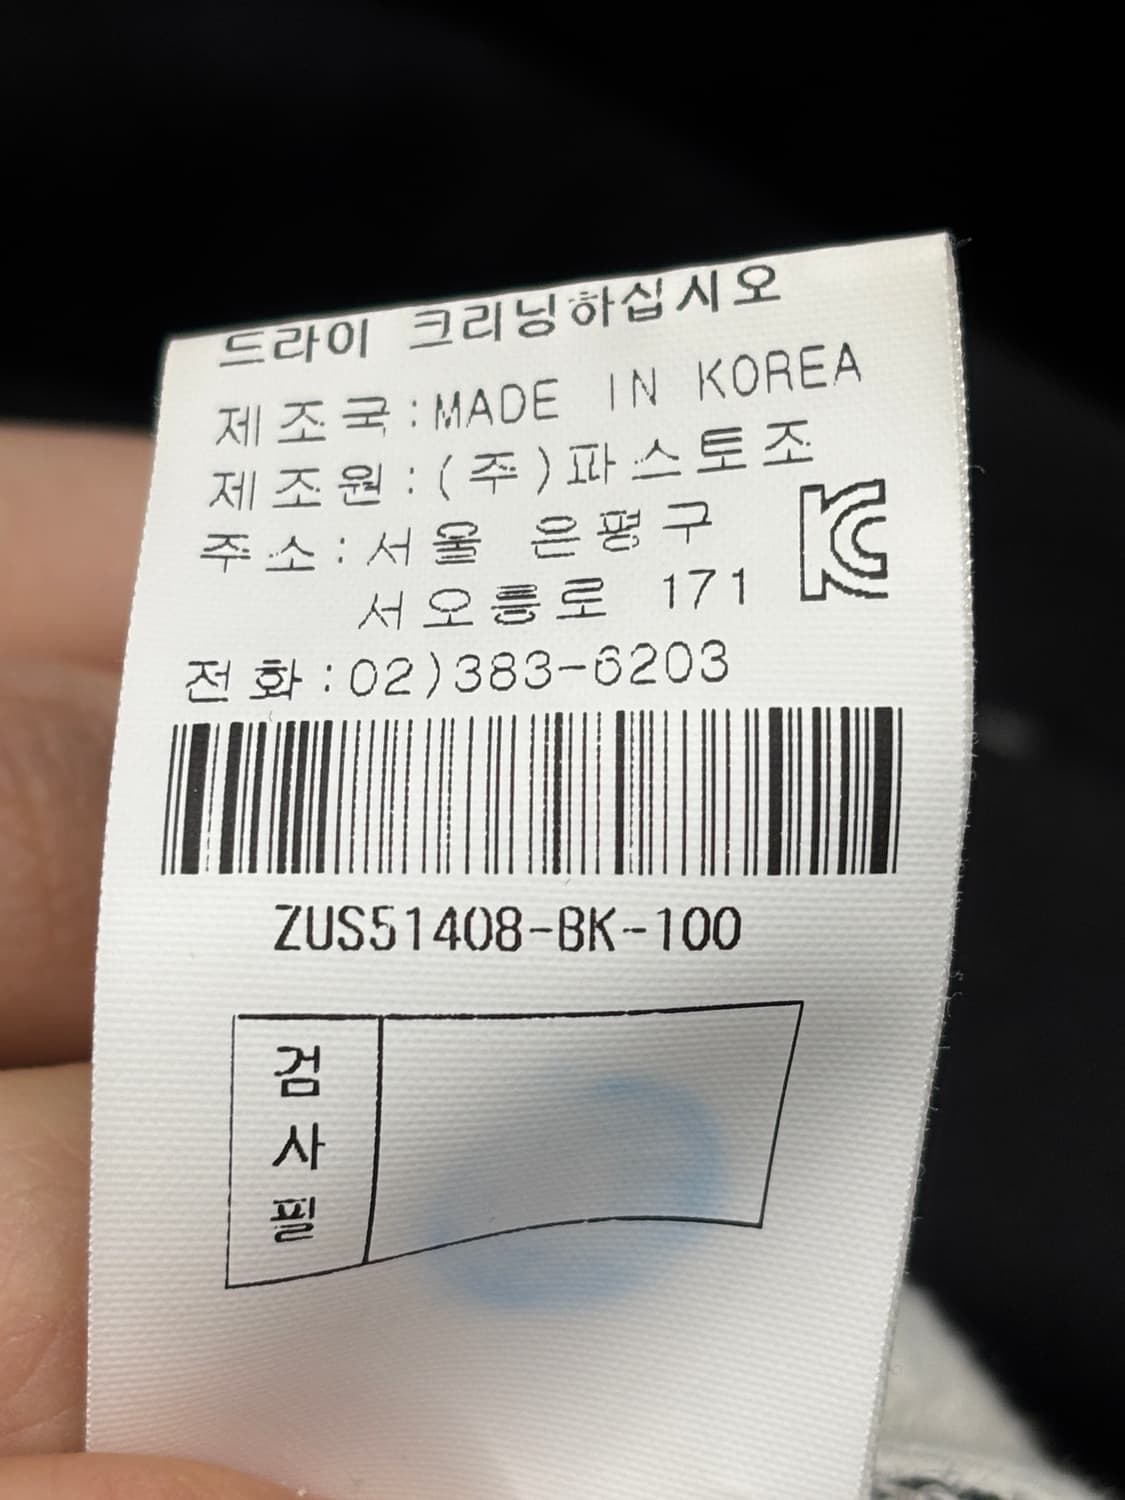 드라이 크리닝하십시오
제조국:MADE IN KOREA
제조원:(주)파스토조
주소:서울 은평구
서오릉로 171
KC
전화:02)383-6203
ZUS51408-BK-100
검
사
필